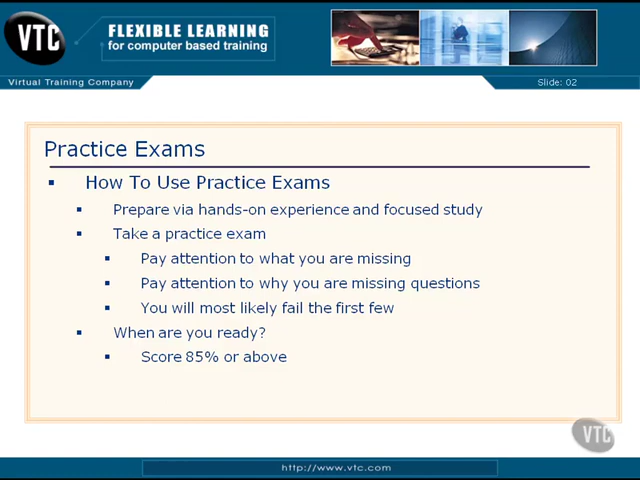 VTC
FLEXIBLE LEARNING
for computer based training
Virtual Training Company
Slide: 02
Practice Exams
How To Use Practice Exams
Prepare via hands-on experience and focused study
Take a practice exam
Pay attention to what you are missing
Pay attention to why you are missing questions
You will most likely fail the first few
When are you ready?
Score 85% or above
VTC
http://www.vtc.com